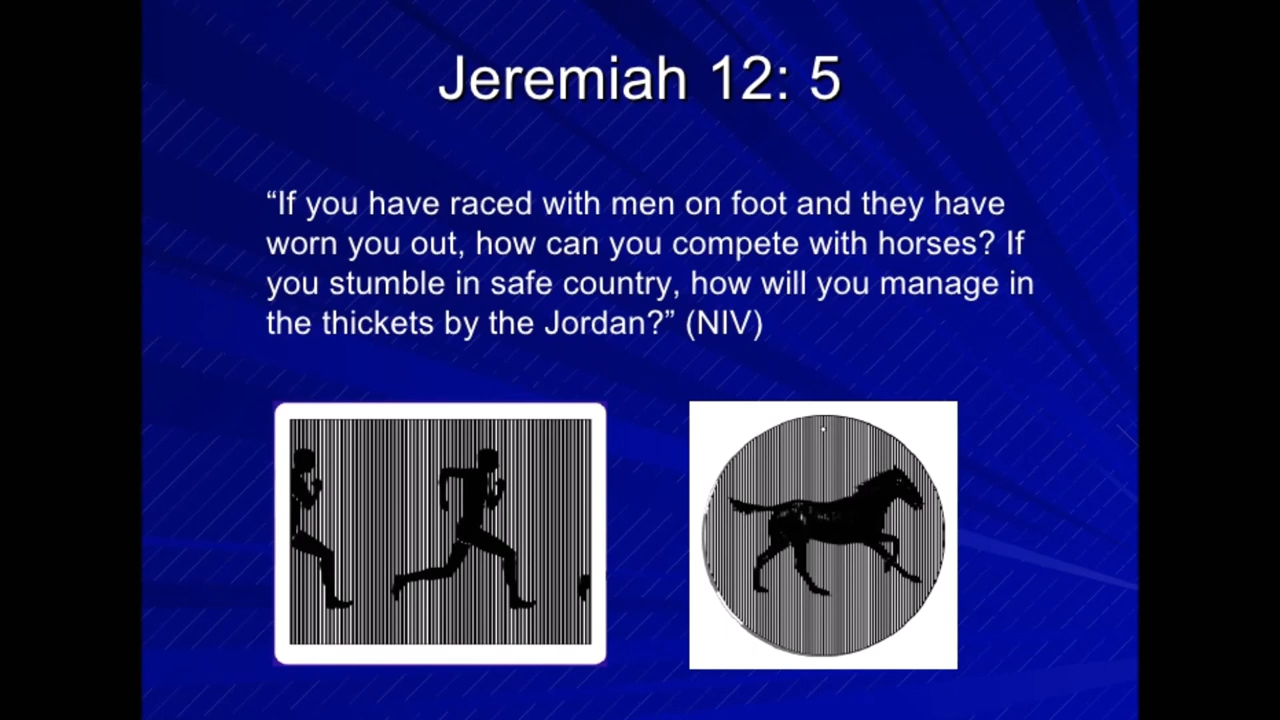 Jeremiah 12: 5
“If you have raced with men on foot and they have
worn you out, how can you compete with horses? If
you stumble in safe country, how will you manage in
the thickets by the Jordan?” (NIV)